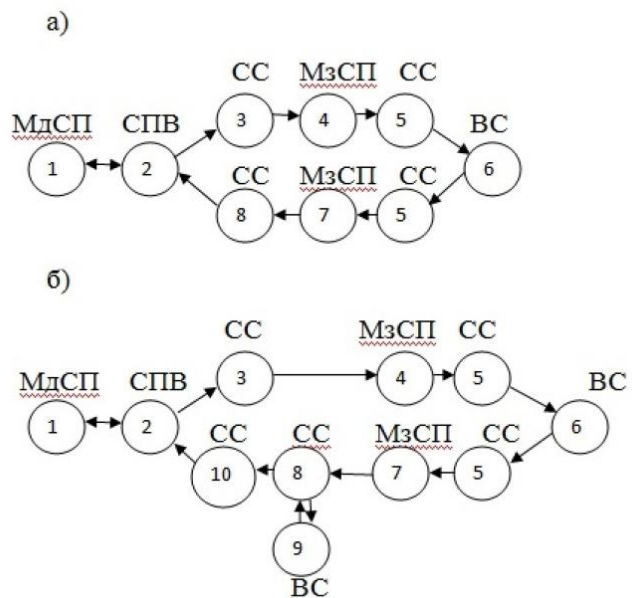 а)
СС МзСП СС
МдСП СПВ ВС
3 4 5
1 2 6
СС МзСП СС
8 7 5
б)
СС МзСП СС
МдСП СПВ ВС
3 4 5
1 2 6
СС СС МзСП СС
10 8 7 5
9
ВС